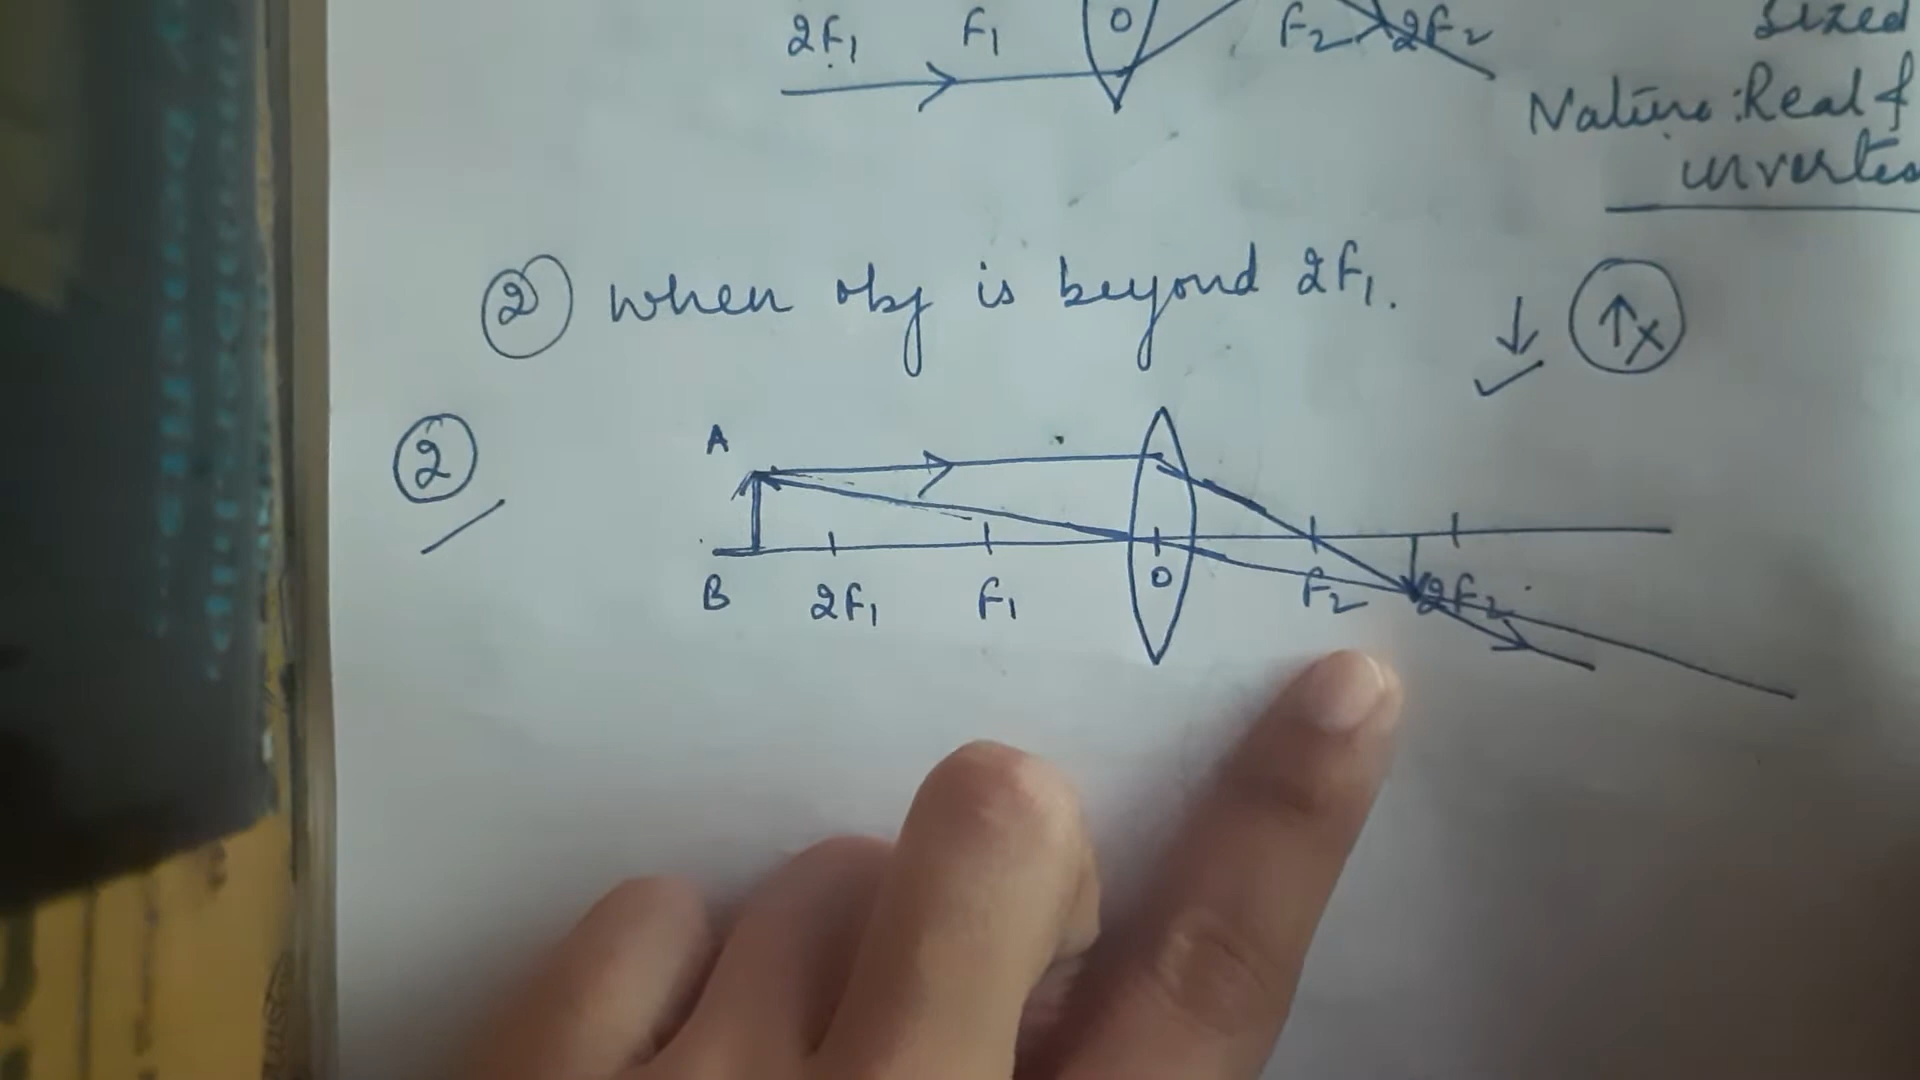 2F₁ F₁ O F₂ 2F₂
Sized
Nature : Real &
inverted
② when obj is beyond 2F₁.
↓ ↑x
②
A
B 2F₁ F₁ O F₂ 2F₂